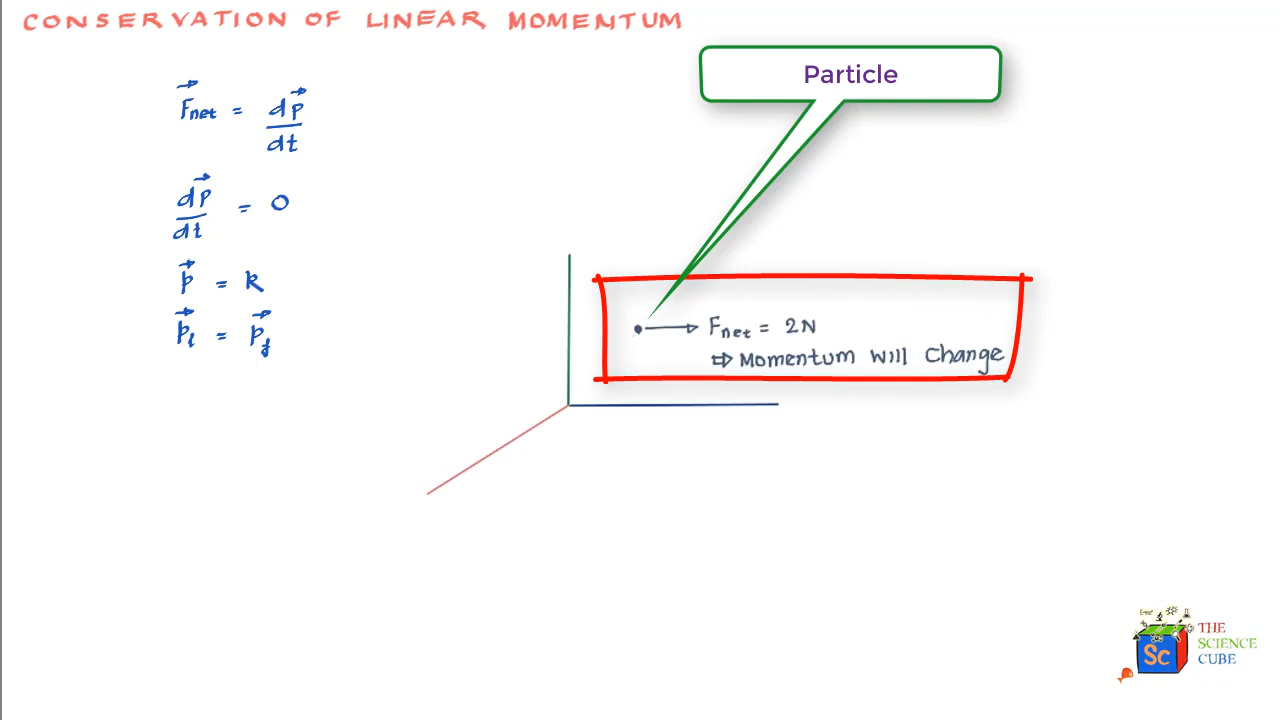 CONSERVATION OF LINEAR MOMENTUM
Particle
F⃗net = dp⃗/dt
dp⃗/dt = 0
p⃗ = k
p⃗i = p⃗f
Fnet = 2N
⇒ Momentum will change
E=mc²
Sc
THE
SCIENCE
CUBE